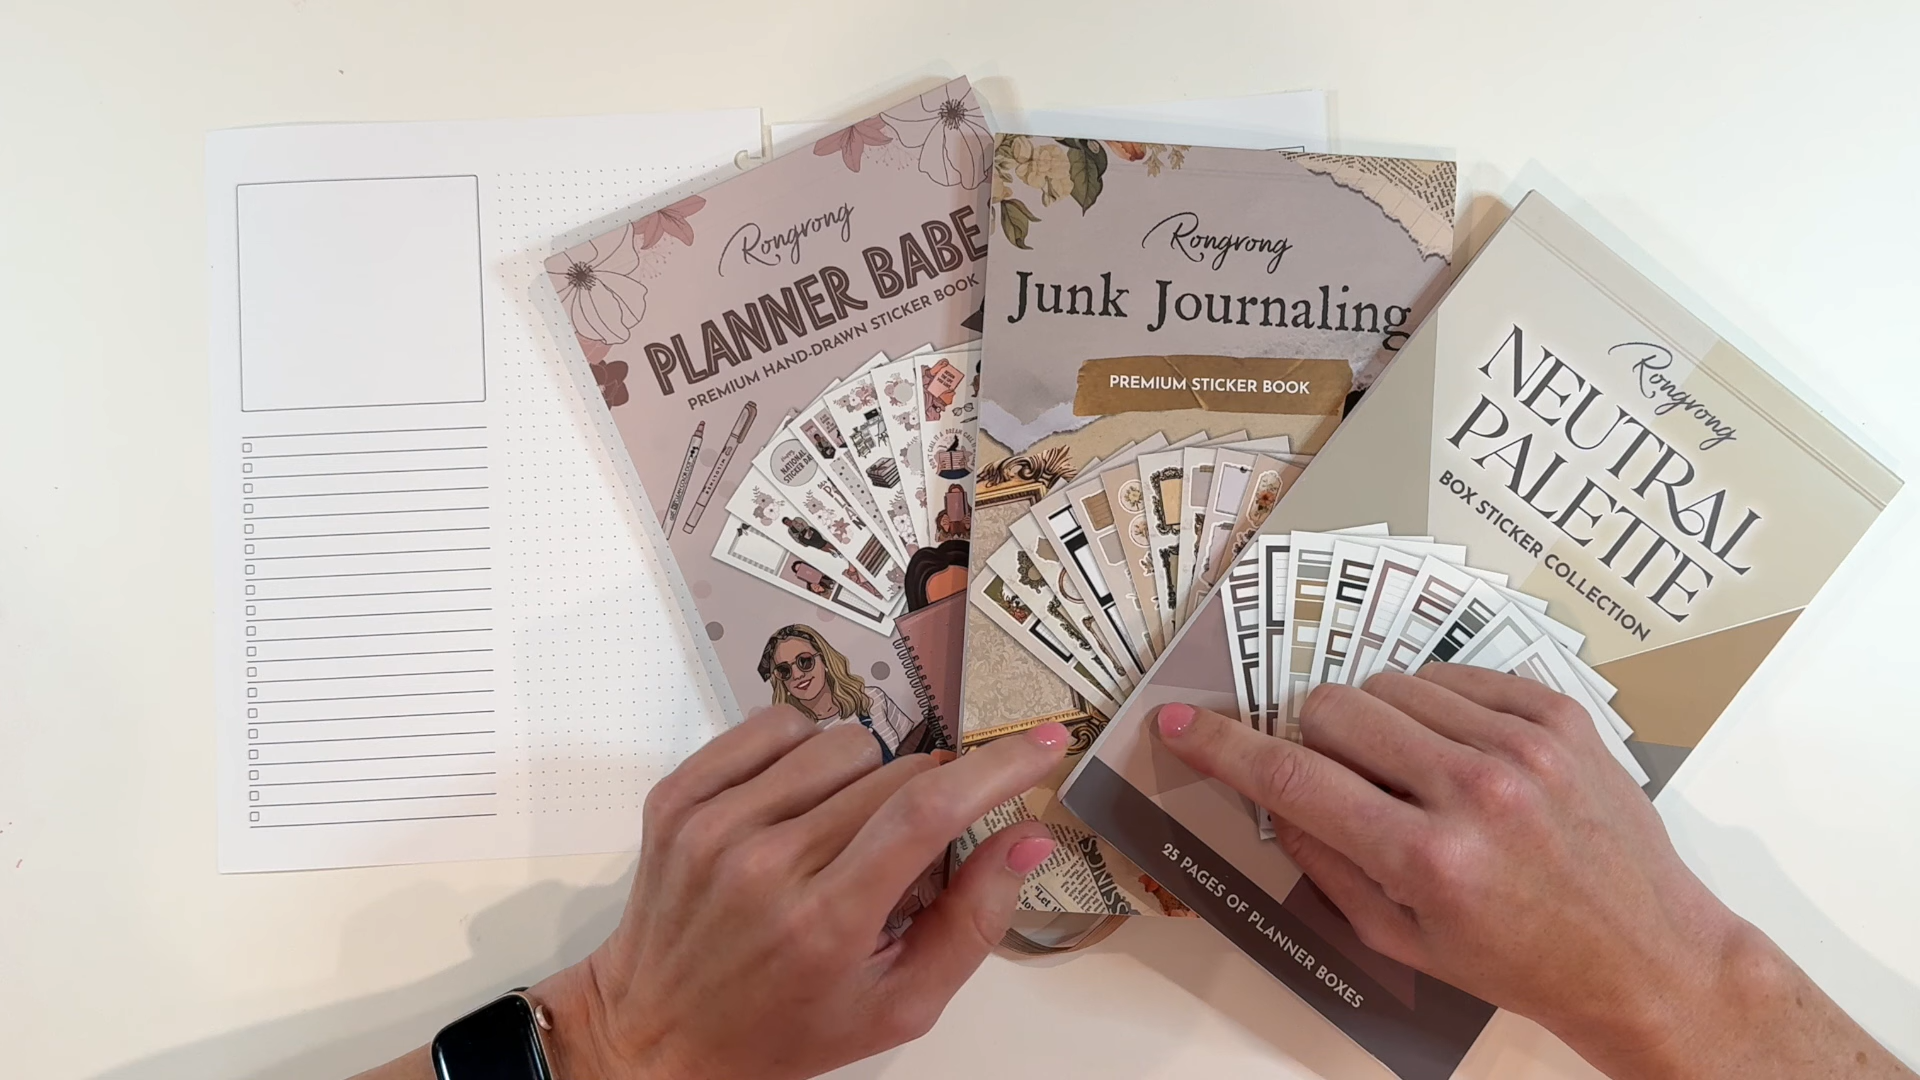 Rongrong
PLANNER BABE
PREMIUM HAND-DRAWN STICKER BOOK
Rongrong
Junk Journaling
PREMIUM STICKER BOOK
Rongrong
NEUTRAL
PALETTE
BOX STICKER COLLECTION
25 PAGES OF PLANNER BOXES